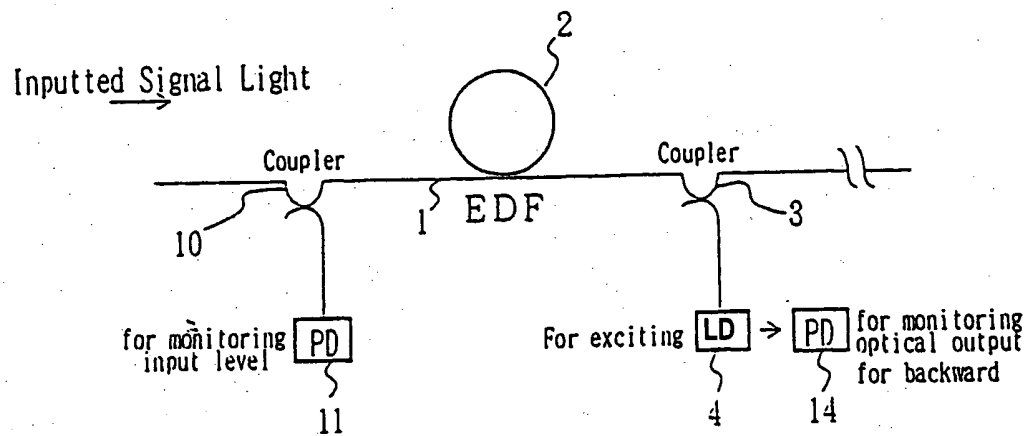 2
Inputted Signal Light
Coupler
Coupler
10
1
EDF
3
for monitoring
input level
PD
11
For exciting
LD
4
PD
14
for monitoring
optical output
for backward